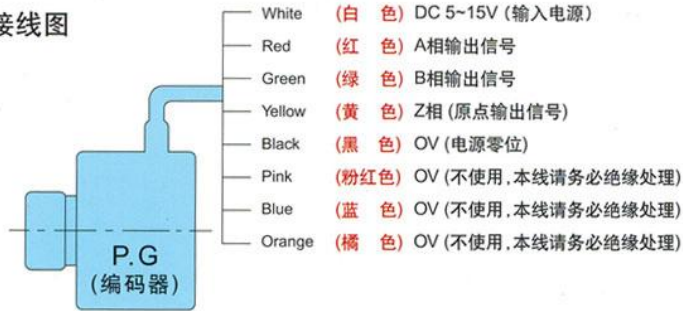 接线图
White (白 色) DC 5~15V (输入电源)
Red (红 色) A相输出信号
Green (绿 色) B相输出信号
Yellow (黄 色) Z相 (原点输出信号)
Black (黑 色) OV (电源零位)
Pink (粉红色) OV (不使用,本线请务必绝缘处理)
Blue (蓝 色) OV (不使用,本线请务必绝缘处理)
Orange (橘 色) OV (不使用,本线请务必绝缘处理)
P.G
(编码器)